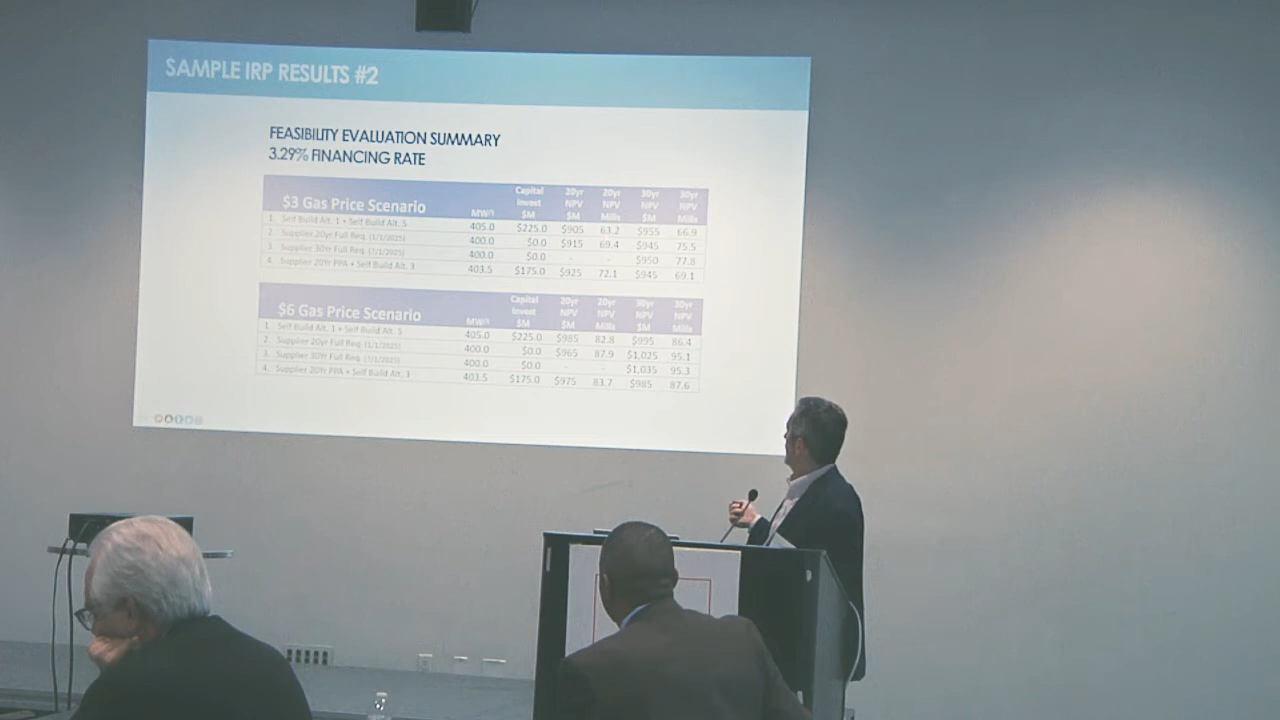 SAMPLE IRP RESULTS #2
FEASIBILITY EVALUATION SUMMARY
3.29% FINANCING RATE
$3 Gas Price Scenario MW Capital Invest $M 20yr NPV $M 20yr NPV Mills 30yr NPV $M 30yr NPV Mills
1. Self Build Alt. 1 + Self Build Alt. 5 405.0 $225.0 $905 63.2 $955 66.9
2. Supplier 20yr Full Req. (1/1/2025) 400.0 $0.0 $915 69.4 $945 75.5
3. Supplier 30Yr Full Req. 400.0 $0.0 - - $950 77.8
4. Supplier 20Yr PPA + Self Build Alt. 3 403.5 $175.0 $925 72.1 $945 69.1
$6 Gas Price Scenario MW Capital Invest $M 20yr NPV $M 20yr NPV Mills 30yr NPV $M 30yr NPV Mills
1. Self Build Alt. 1 + Self Build Alt. 5 405.0 $225.0 $985 82.8 $995 86.4
2. Supplier 20yr Full Req. (1/1/2025) 400.0 $0.0 $965 87.9 $1,025 95.1
3. Supplier 30Yr Full Req. 400.0 $0.0 - - $1,035 95.3
4. Supplier 20Yr PPA + Self Build Alt. 3 403.5 $175.0 $975 83.7 $985 87.6